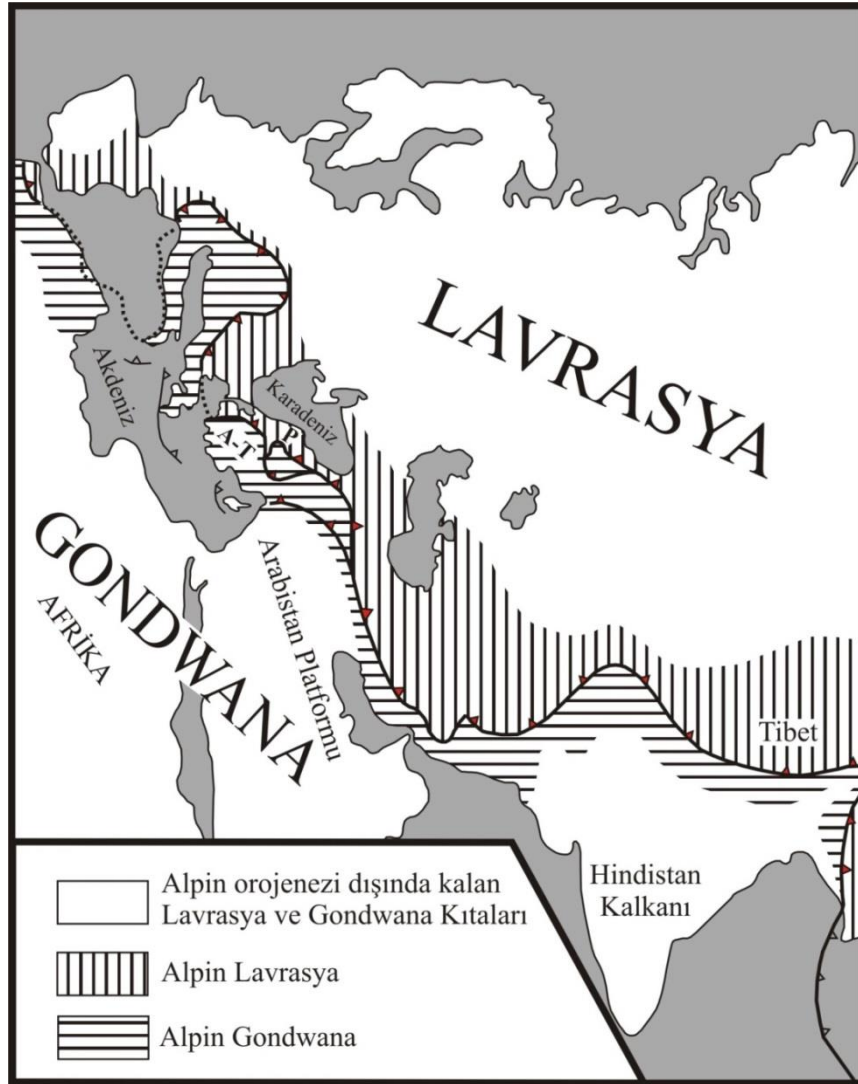 LAVRASYA
Akdeniz
Karadeniz
A-T
P
GONDWANA
AFRİKA
Arabistan Platformu
Tibet
Hindistan
Kalkanı
Alpin orojenezi dışında kalan
Lavrasya ve Gondwana Kıtaları
Alpin Lavrasya
Alpin Gondwana